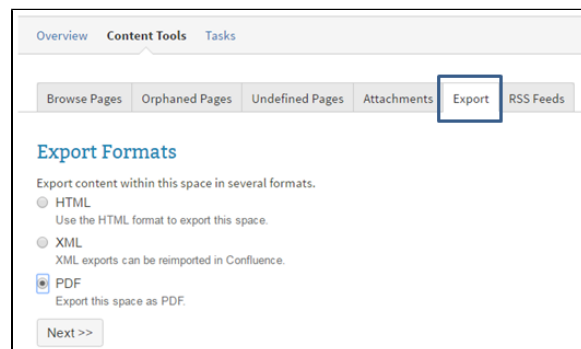 Overview Content Tools Tasks
Browse Pages Orphaned Pages Undefined Pages Attachments Export RSS Feeds
Export Formats
Export content within this space in several formats.
HTML
Use the HTML format to export this space.
XML
XML exports can be reimported in Confluence.
PDF
Export this space as PDF.
Next >>